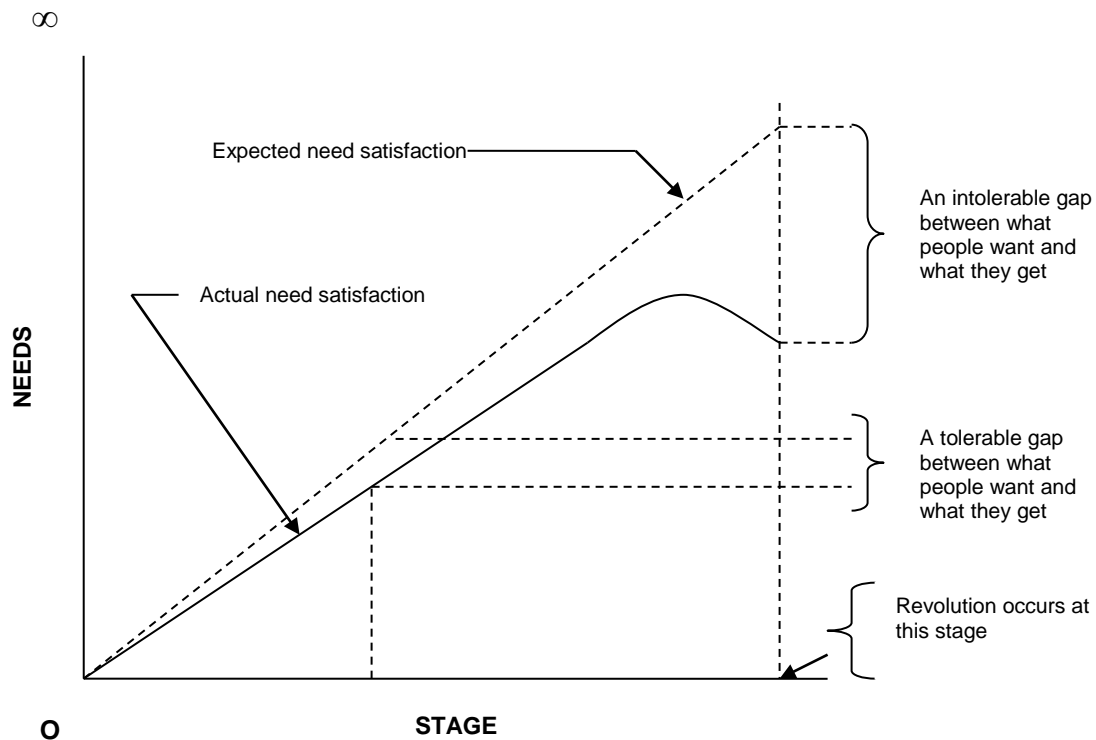 ∞
Expected need satisfaction
An intolerable gap
between what
people want and
what they get
Actual need satisfaction
NEEDS
A tolerable gap
between what
people want and
what they get
Revolution occurs at
this stage
O
STAGE